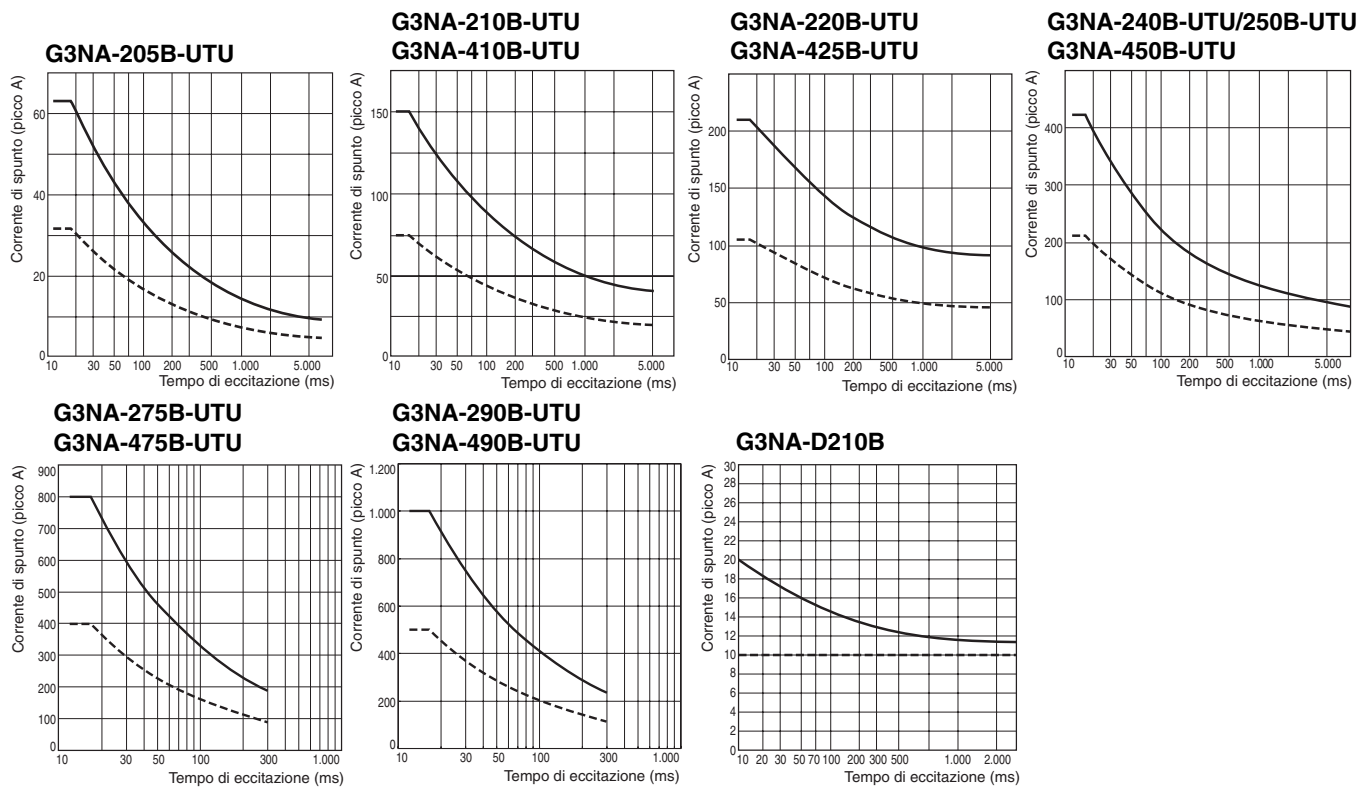 G3NA-205B-UTU
Corrente di spunto (picco A)
60
40
20
0
10 30 50 100 200 500 1.000 5.000
Tempo di eccitazione (ms)
G3NA-210B-UTU
G3NA-410B-UTU
Corrente di spunto (picco A)
150
100
50
0
10 30 50 100 200 500 1.000 5.000
Tempo di eccitazione (ms)
G3NA-220B-UTU
G3NA-425B-UTU
Corrente di spunto (picco A)
200
150
100
50
0
10 30 50 100 200 500 1.000 5.000
Tempo di eccitazione (ms)
G3NA-240B-UTU/250B-UTU
G3NA-450B-UTU
Corrente di spunto (picco A)
400
300
200
100
0
10 30 50 100 200 500 1.000 5.000
Tempo di eccitazione (ms)
G3NA-275B-UTU
G3NA-475B-UTU
Corrente di spunto (picco A)
900
800
700
600
500
400
300
200
100
0
10 30 50 100 300 1.000
Tempo di eccitazione (ms)
G3NA-290B-UTU
G3NA-490B-UTU
Corrente di spunto (picco A)
1.200
1.000
800
600
400
200
0
10 30 50 100 300 1.000
Tempo di eccitazione (ms)
G3NA-D210B
Corrente di spunto (picco A)
30
28
26
24
22
20
18
16
14
12
10
8
6
4
2
0
10 20 30 50 70 100 200 300 500 1.000 2.000
Tempo di eccitazione (ms)